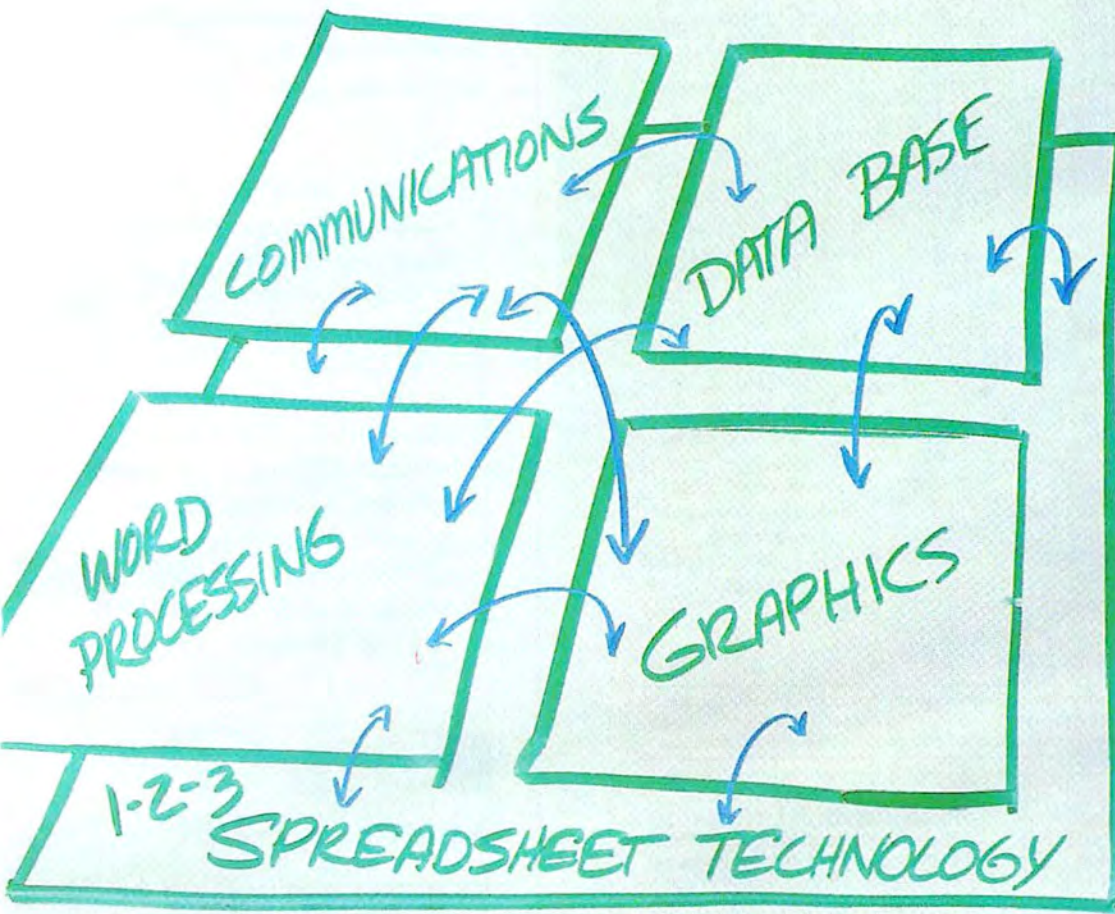 COMMUNICATIONS
DATA BASE
WORD
PROCESSING
GRAPHICS
1-2-3
SPREADSHEET TECHNOLOGY